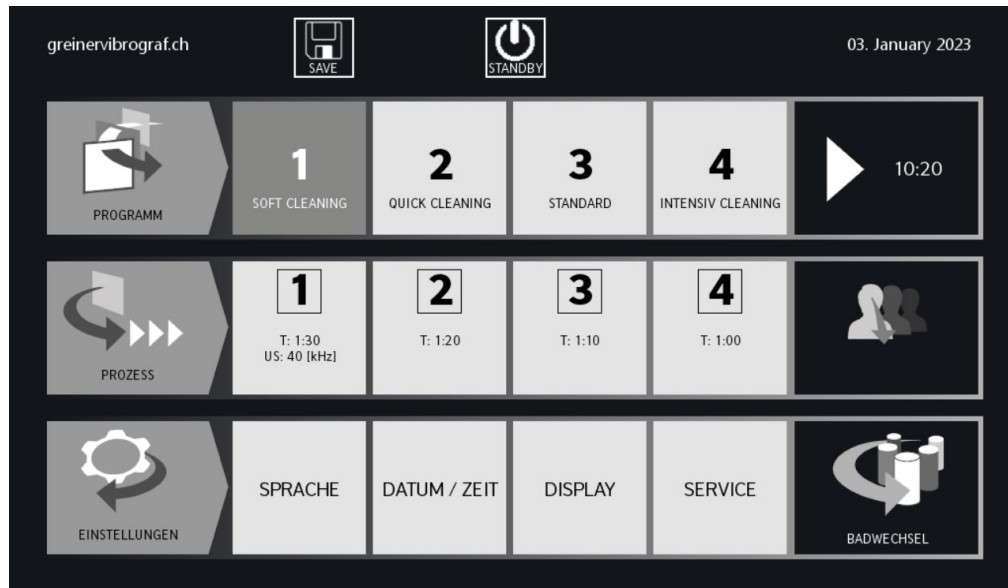 greinervibrograf.ch
SAVE
STANDBY
03. January 2023
PROGRAMM
1
SOFT CLEANING
2
QUICK CLEANING
3
STANDARD
4
INTENSIV CLEANING
10:20
PROZESS
1
T: 1:30
US: 40 [kHz]
2
T: 1:20
3
T: 1:10
4
T: 1:00
EINSTELLUNGEN
SPRACHE
DATUM / ZEIT
DISPLAY
SERVICE
BADWECHSEL